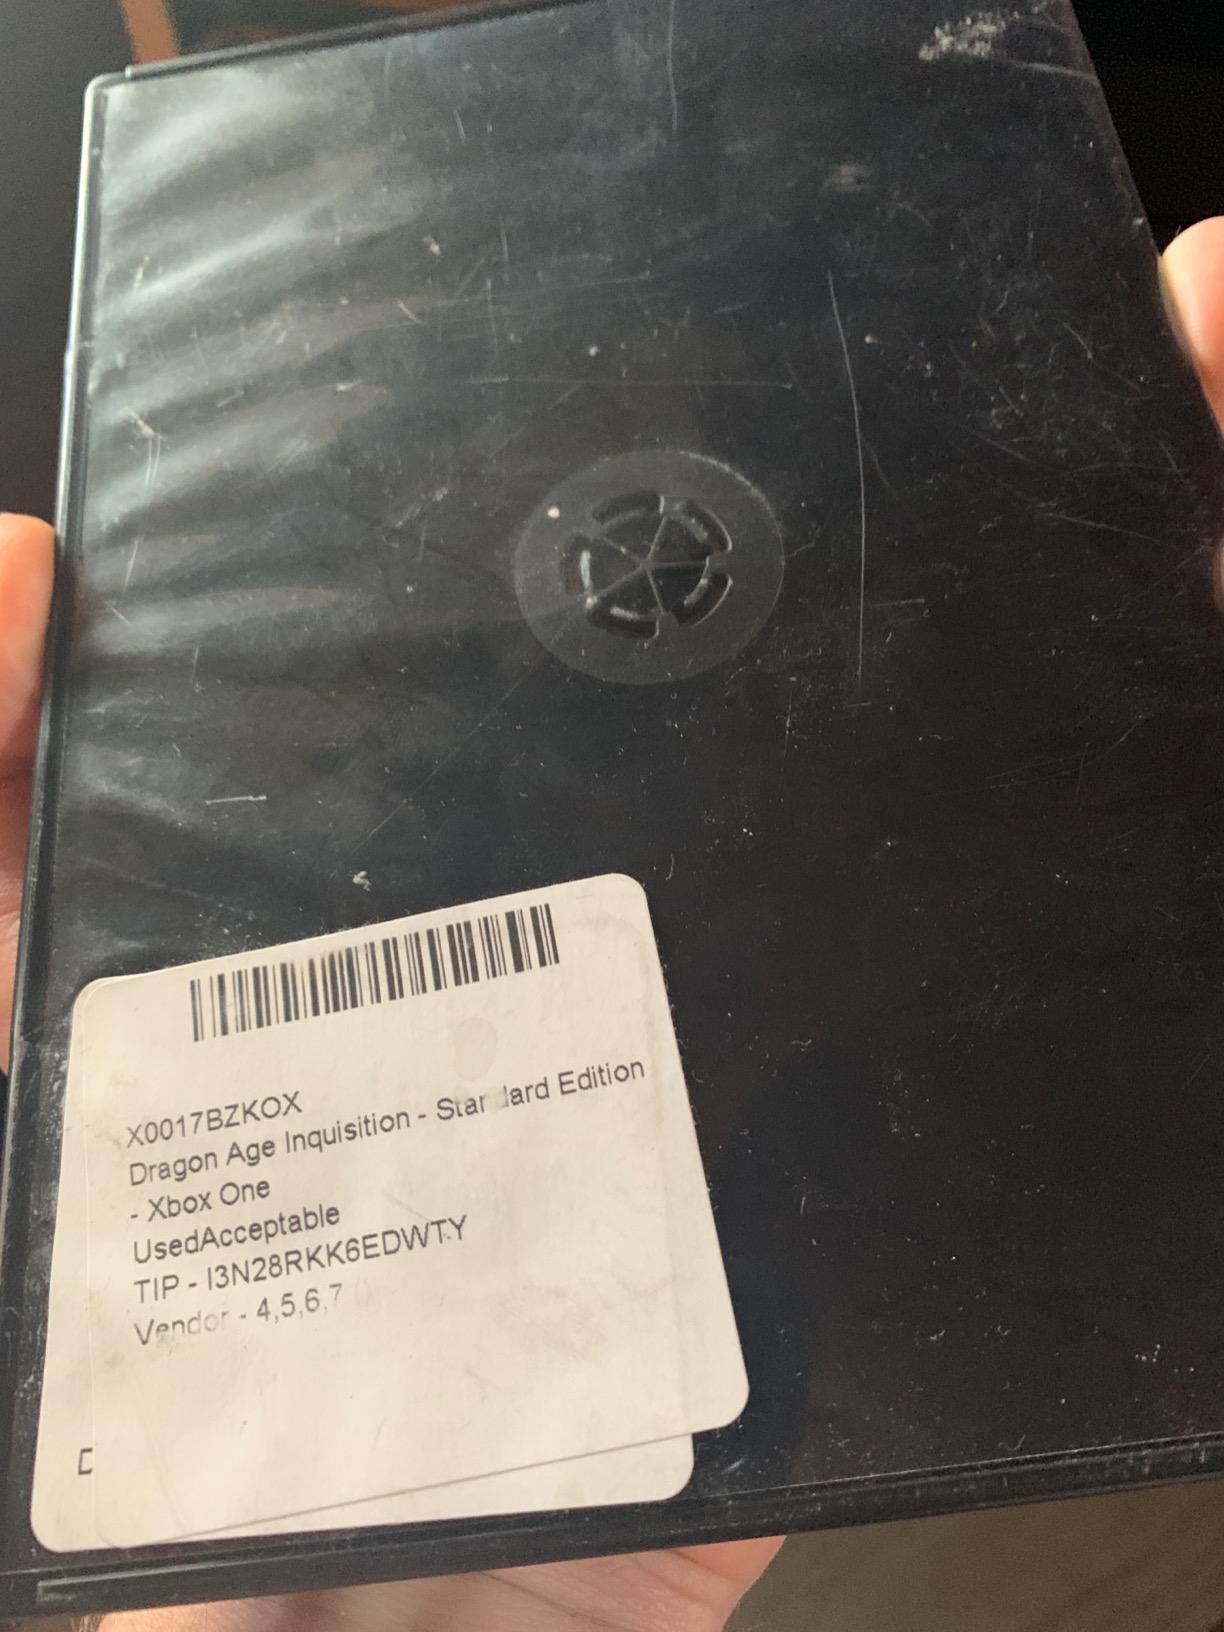 X0017BZKOX
Dragon Age Inquisition - Standard Edition
- Xbox One
UsedAcceptable
TIP - I3N28RKK6EDWTY
Vendor - 4,5,6,7 ()